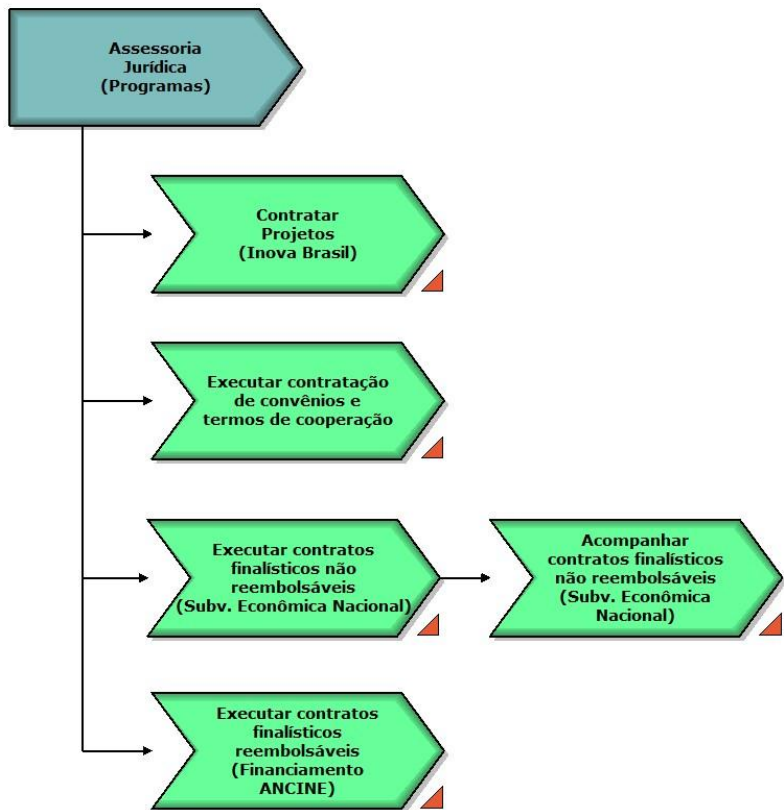 Assessoria
Jurídica
(Programas)
Contratar
Projetos
(Inova Brasil)
Executar contratação
de convênios e
termos de cooperação
Executar contratos
finalísticos não
reembolsáveis
(Subv. Econômica Nacional)
Acompanhar
contratos finalísticos
não reembolsáveis
(Subv. Econômica
Nacional)
Executar contratos
finalísticos
reembolsáveis
(Financiamento
ANCINE)